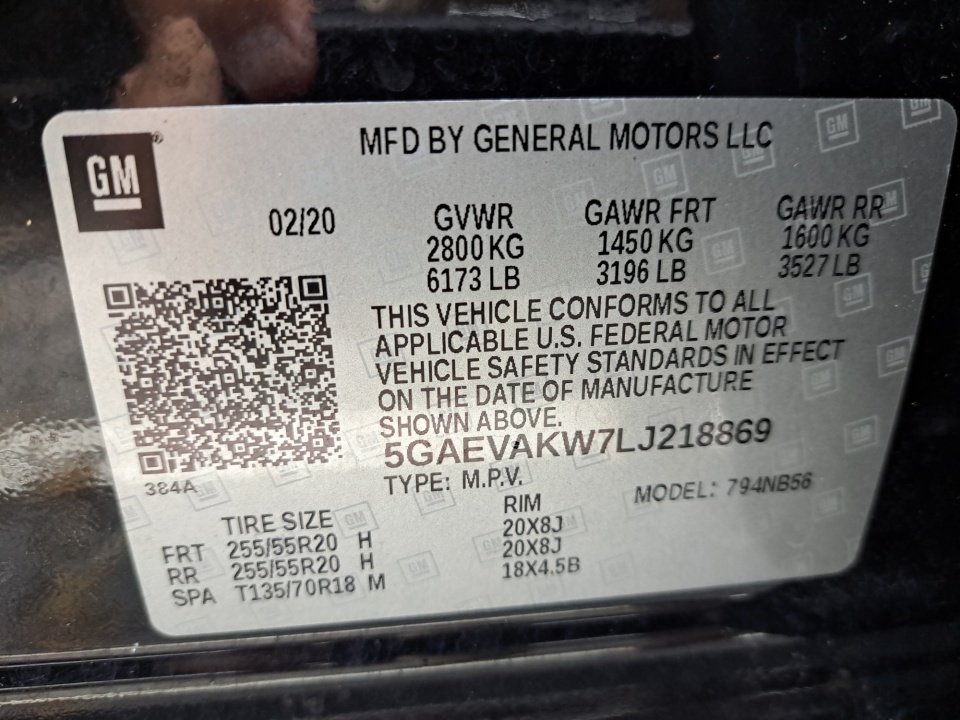 GM
MFD BY GENERAL MOTORS LLC
02/20
GVWR GAWR FRT GAWR RR
2800 KG 1450 KG 1600 KG
6173 LB 3196 LB 3527 LB
THIS VEHICLE CONFORMS TO ALL
APPLICABLE U.S. FEDERAL MOTOR
VEHICLE SAFETY STANDARDS IN EFFECT
ON THE DATE OF MANUFACTURE
SHOWN ABOVE.
5GAEVAKW7LJ218869
384A
TYPE: M.P.V. MODEL: 794NB56
TIRE SIZE RIM
FRT 255/55R20 H 20X8J
RR 255/55R20 H 20X8J
SPA T135/70R18 M 18X4.5B